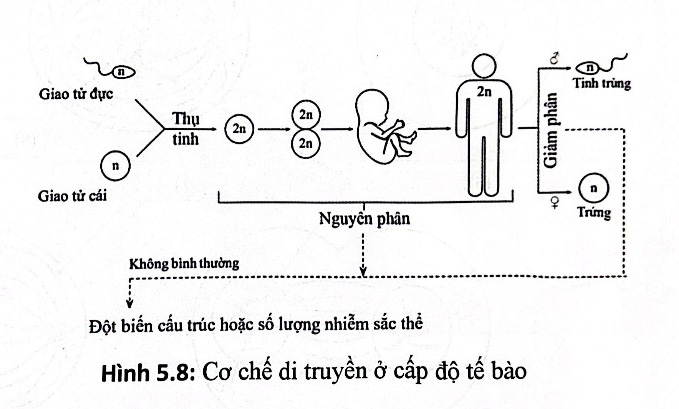 n
Giao tử đực
n
Giao tử cái
Thụ
tinh
2n
2n
2n
2n
Nguyên phân
Giảm phân
♂
n
Tinh trùng
♀
n
Trứng
Không bình thường
Đột biến cấu trúc hoặc số lượng nhiễm sắc thể
Hình 5.8: Cơ chế di truyền ở cấp độ tế bào